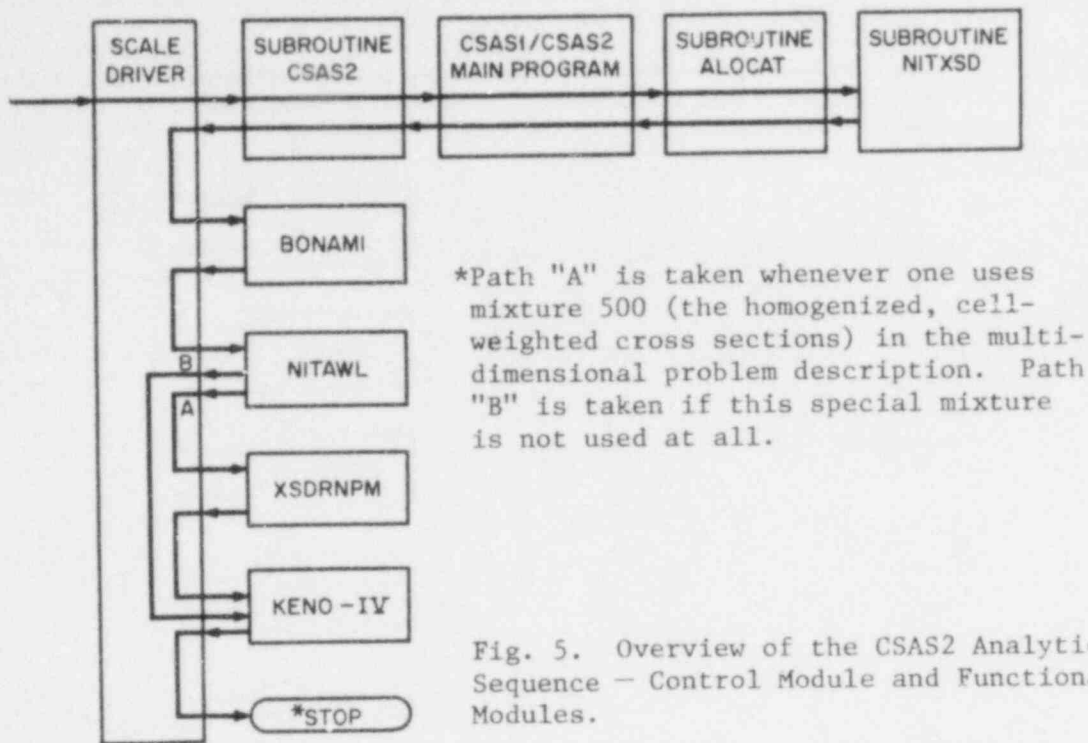 SCALE
DRIVER
SUBROUTINE
CSAS2
CSAS1/CSAS2
MAIN PROGRAM
SUBROUTINE
ALOCAT
SUBROUTINE
NITXSD
BONAMI
NITAWL
B
A
XSDRNPM
KENO-IV
*STOP
*Path "A" is taken whenever one uses
mixture 500 (the homogenized, cell-
weighted cross sections) in the multi-
dimensional problem description. Path
"B" is taken if this special mixture
is not used at all.
Fig. 5. Overview of the CSAS2 Analytic
Sequence — Control Module and Function
Modules.